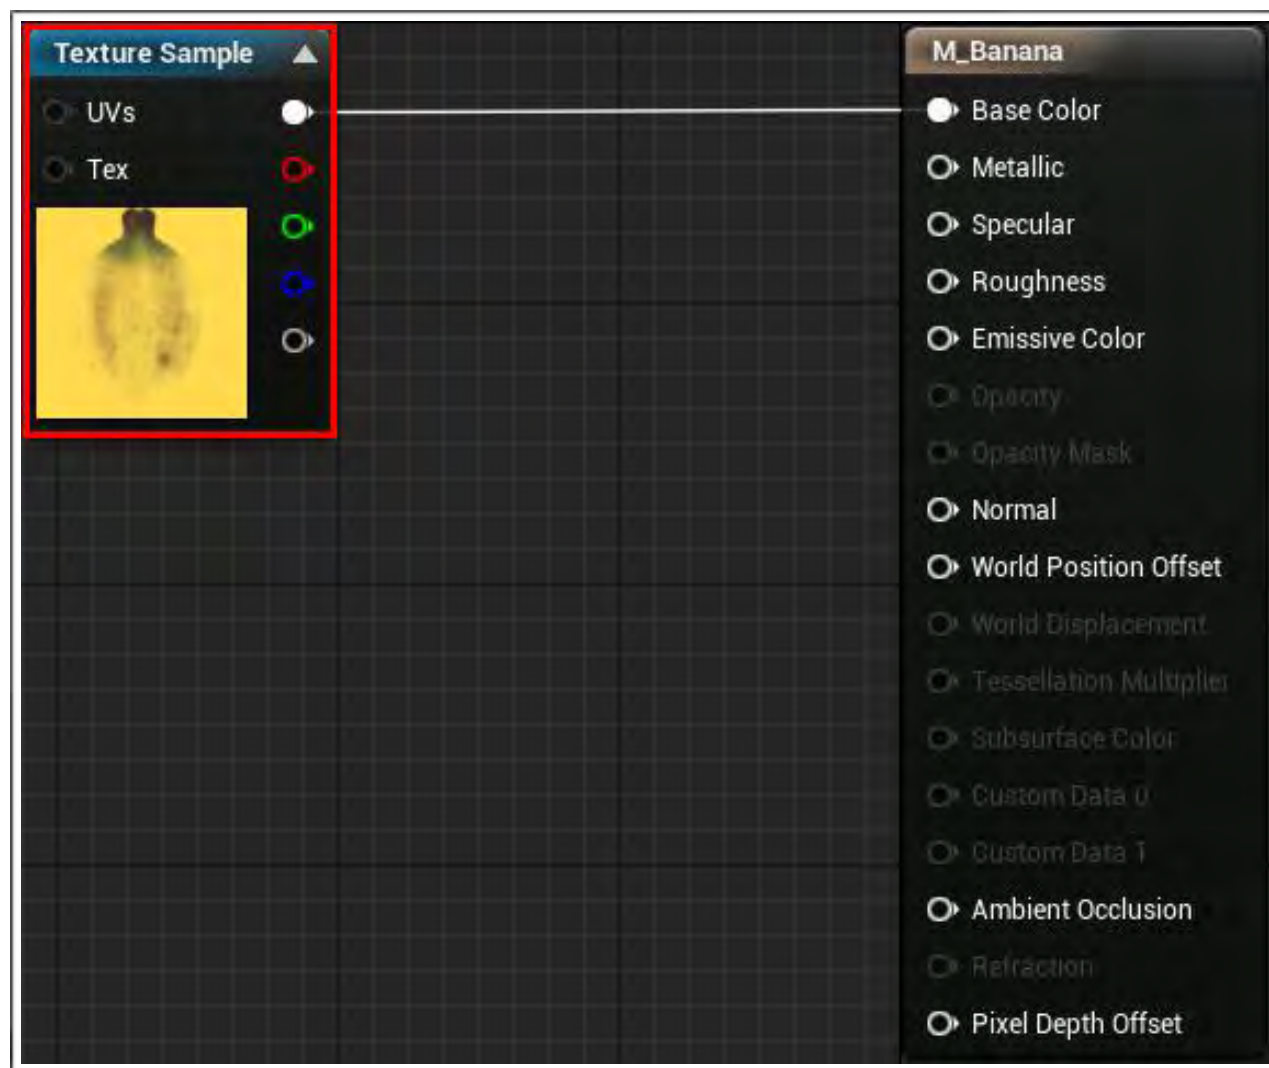 Texture Sample
UVs
Tex
M_Banana
Base Color
Metallic
Specular
Roughness
Emissive Color
Opacity
Opacity Mask
Normal
World Position Offset
World Displacement
Tessellation Multiplier
Subsurface Color
Custom Data 0
Custom Data 1
Ambient Occlusion
Refraction
Pixel Depth Offset